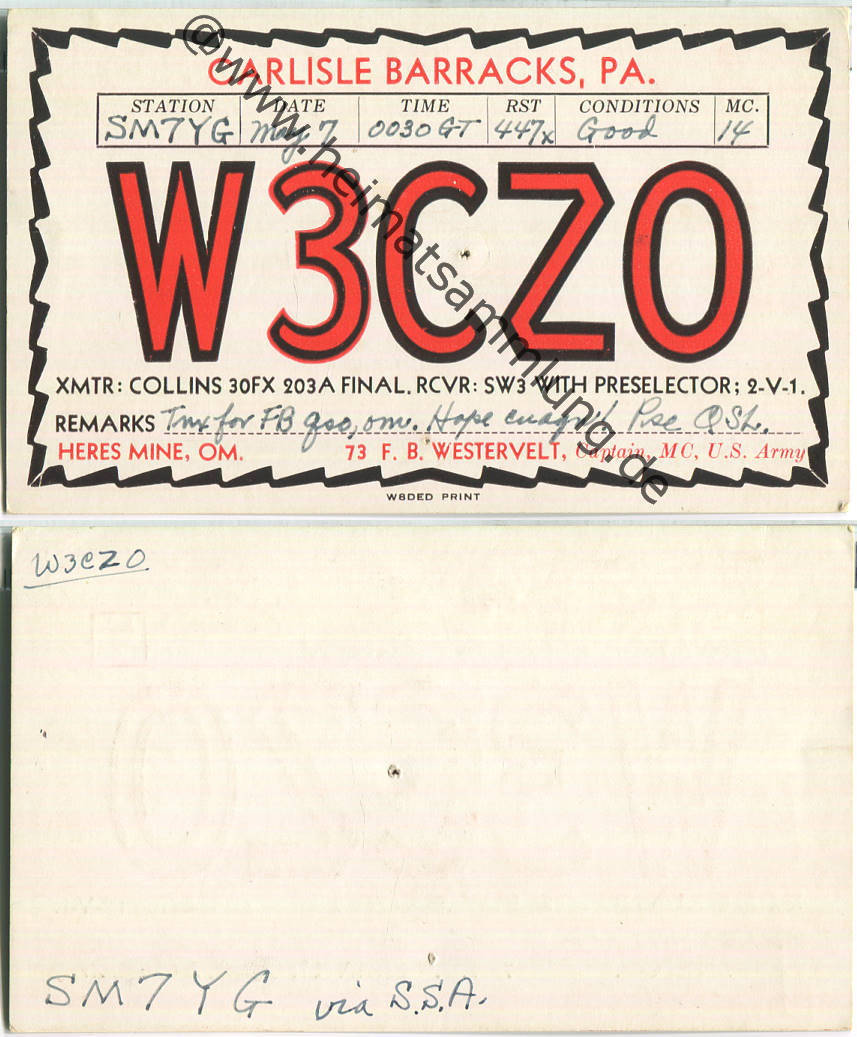 CARLISLE BARRACKS, PA.
STATION DATE TIME RST CONDITIONS MC.
SM7YG May 7 0030 GT 447x Good 14
W3CZO
XMTR: COLLINS 30FX 203A FINAL. RCVR: SW3 WITH PRESELECTOR; 2-V-1.
REMARKS Tnx for FB qso, om. Hope cuagn! Pse QSL.
HERES MINE, OM. 73 F. B. WESTERVELT, Captain, MC, U.S. Army
W8DED PRINT
@www.heimatsammlung.de
W3CZO
SM7YG via S.S.A.